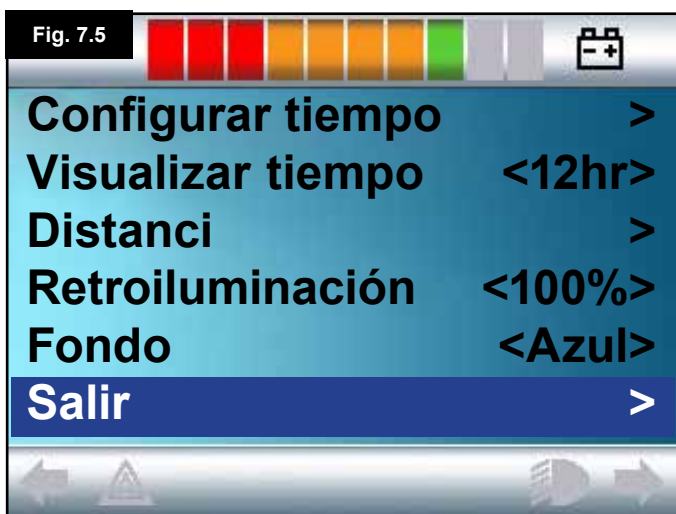 Fig. 7.5
Configurar tiempo >
Visualizar tiempo <12hr>
Distanci >
Retroiluminación <100%>
Fondo <Azul>
Salir >